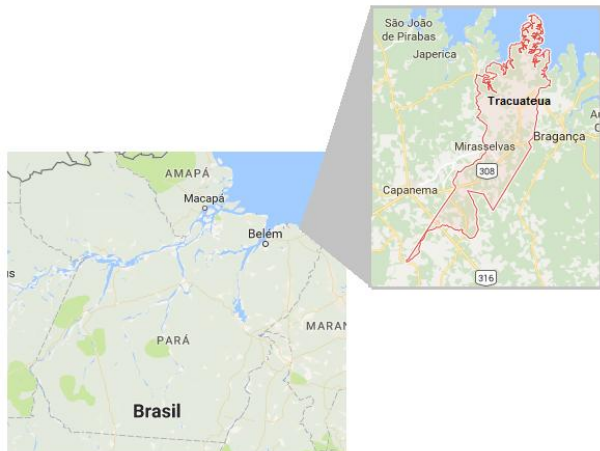 São João
de Pirabas
Japerica
Tracuateua
Mirasselvas
Bragança
308
Capanema
316
AMAPÁ
Macapá
Belém
PARÁ
MARAN
Brasil